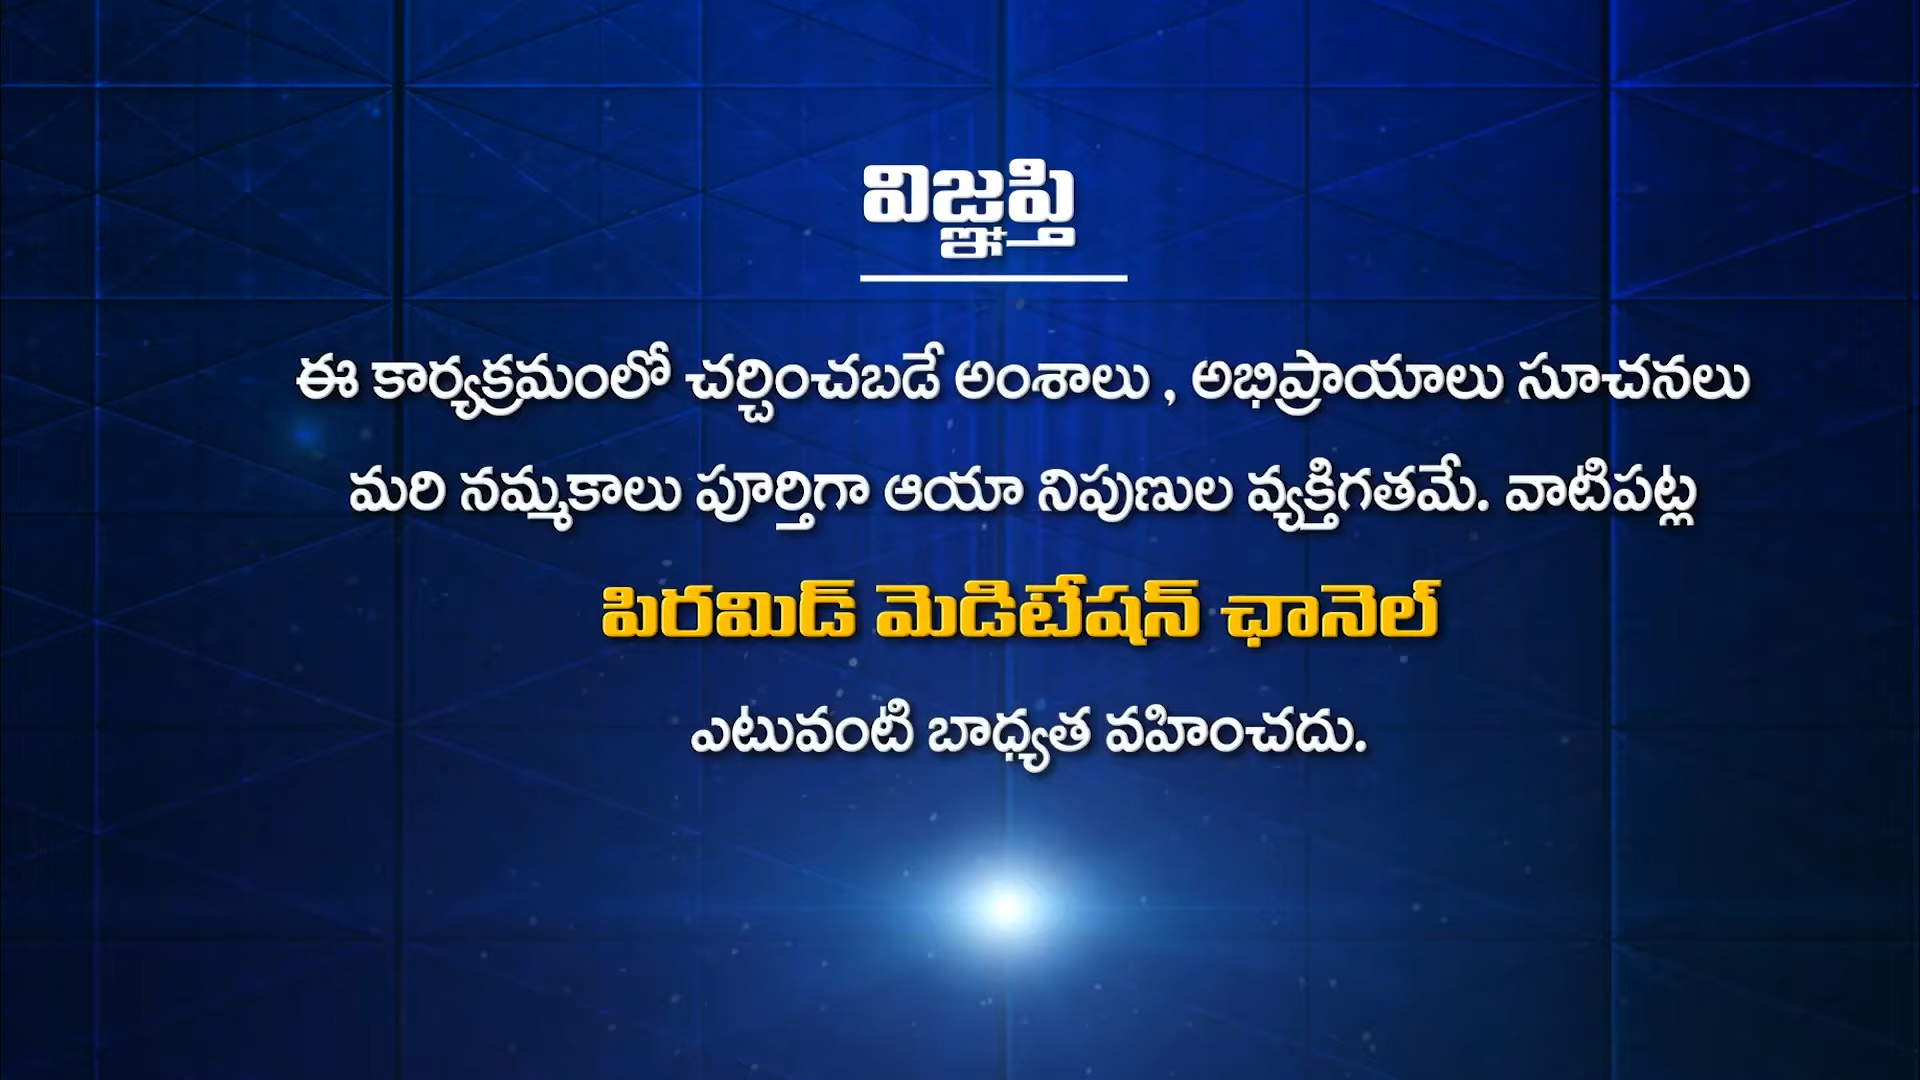 విజ్ఞప్తి
ఈ కార్యక్రమంలో చర్చించబడే అంశాలు , అభిప్రాయాలు సూచనలు
మరి నమ్మకాలు పూర్తిగా ఆయా నిపుణుల వ్యక్తిగతమే. వాటిపట్ల
పిరమిడ్ మెడిటేషన్ ఛానెల్
ఎటువంటి బాధ్యత వహించదు.